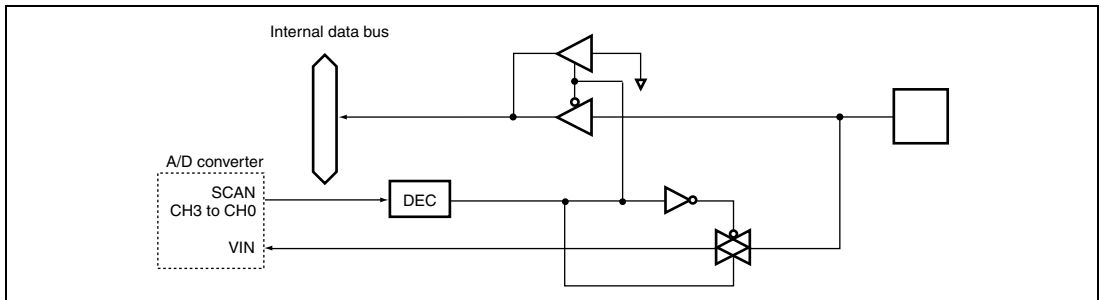 Internal data bus
A/D converter
SCAN
CH3 to CH0
DEC
VIN